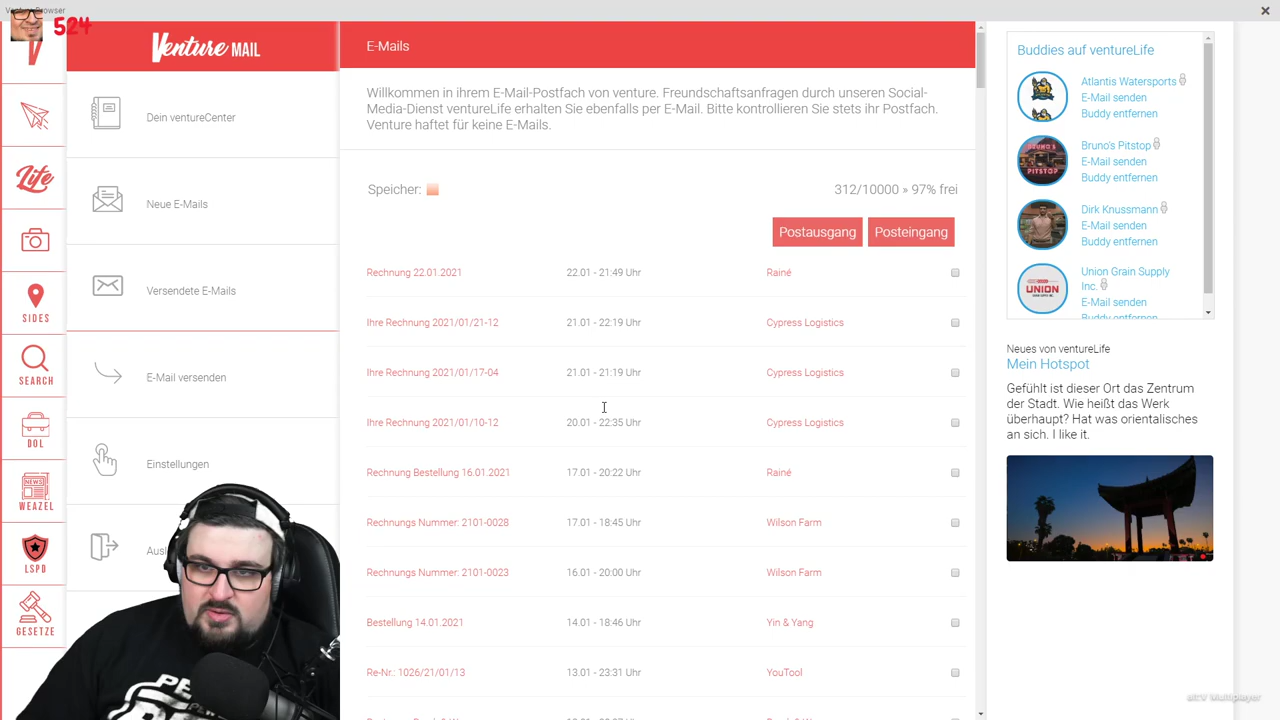 Venture Browser
524
Venture MAIL
Dein ventureCenter
Neue E-Mails
Versendete E-Mails
E-Mail versenden
Einstellungen
Life
SIDES
SEARCH
DOL
NEWS
WEAZEL
LSPD
GESETZE
E-Mails
Willkommen in ihrem E-Mail-Postfach von venture. Freundschaftsanfragen durch unseren Social-
Media-Dienst ventureLife erhalten Sie ebenfalls per E-Mail. Bitte kontrollieren Sie stets ihr Postfach.
Venture haftet für keine E-Mails.
Speicher: 312/10000 » 97% frei
Postausgang Posteingang
Rechnung 22.01.2021 22.01 - 21:49 Uhr Rainé
Ihre Rechnung 2021/01/21-12 21.01 - 22:19 Uhr Cypress Logistics
Ihre Rechnung 2021/01/17-04 21.01 - 21:19 Uhr Cypress Logistics
Ihre Rechnung 2021/01/10-12 20.01 - 22:35 Uhr Cypress Logistics
Rechnung Bestellung 16.01.2021 17.01 - 20:22 Uhr Rainé
Rechnungs Nummer: 2101-0028 17.01 - 18:45 Uhr Wilson Farm
Rechnungs Nummer: 2101-0023 16.01 - 20:00 Uhr Wilson Farm
Bestellung 14.01.2021 14.01 - 18:46 Uhr Yin & Yang
Re-Nr.: 1026/21/01/13 13.01 - 23:31 Uhr YouTool
Buddies auf ventureLife
Atlantis Watersports
E-Mail senden
Buddy entfernen
Bruno's Pitstop
E-Mail senden
Buddy entfernen
Dirk Knussmann
E-Mail senden
Buddy entfernen
Union Grain Supply
Inc.
E-Mail senden
Buddy entfernen
BRUNO'S
PITSTOP
UNION
Neues von ventureLife
Mein Hotspot
Gefühlt ist dieser Ort das Zentrum
der Stadt. Wie heißt das Werk
überhaupt? Hat was orientalisches
an sich. I like it.
alt:V Multiplayer